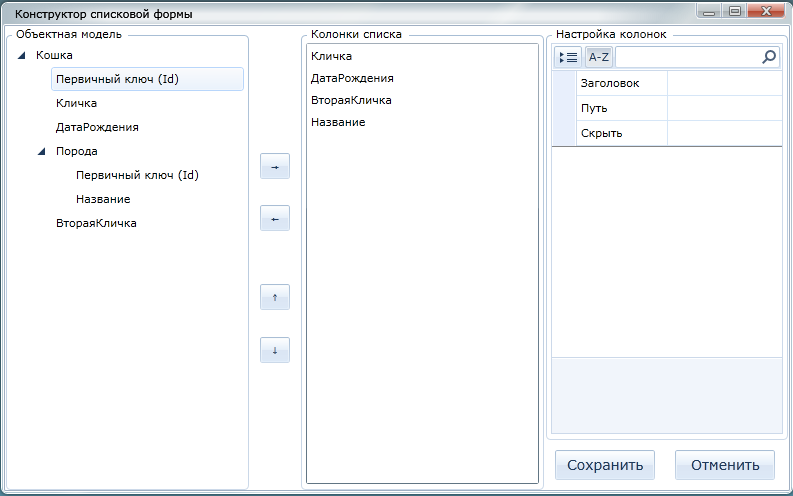 Конструктор списковой формы
Объектная модель
Кошка
Первичный ключ (Id)
Кличка
ДатаРождения
Порода
Первичный ключ (Id)
Название
ВтораяКличка
→
←
↑
↓
Колонки списка
Кличка
ДатаРождения
ВтораяКличка
Название
Настройка колонок
A-Z
Заголовок
Путь
Скрыть
Сохранить
Отменить